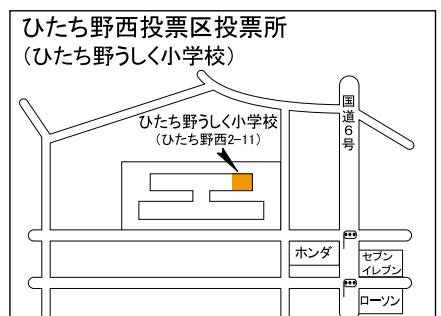 ひたち野西投票区投票所
(ひたち野うしく小学校)
国道6号
ひたち野うしく小学校
(ひたち野西2-11)
ホンダ
セブン
イレブン
ローソン